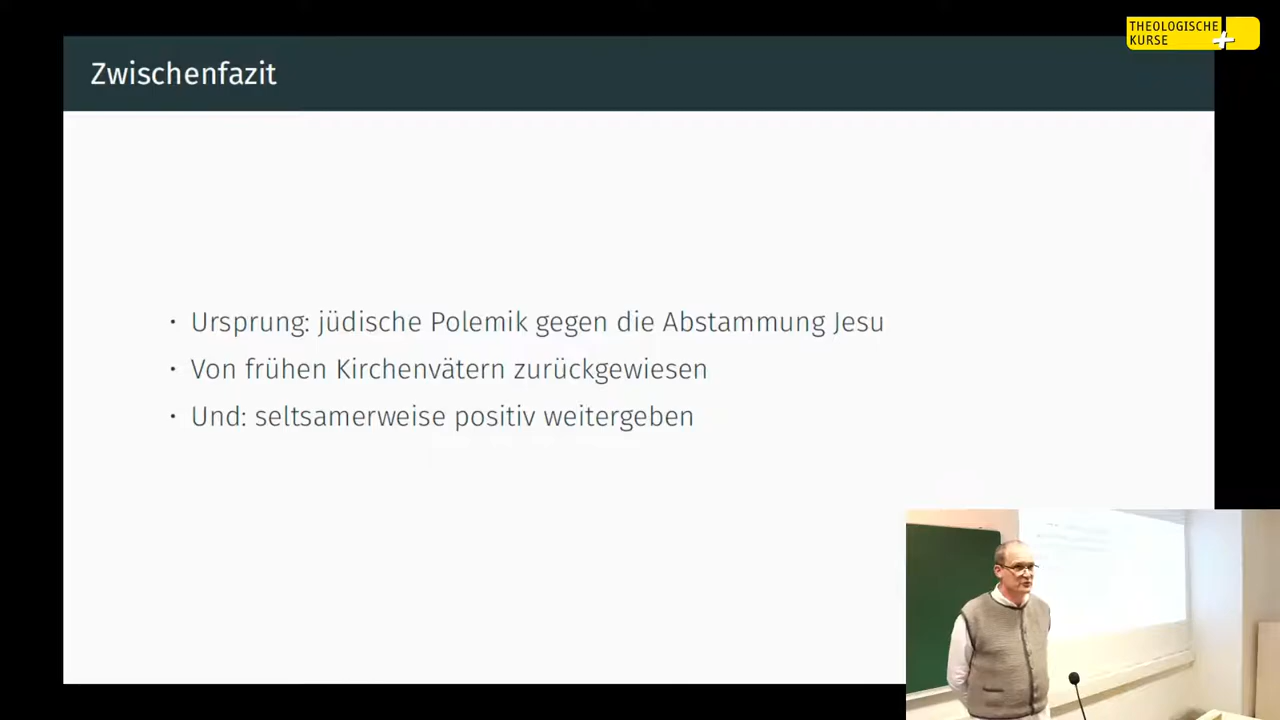 THEOLOGISCHE
KURSE
Zwischenfazit
• Ursprung: jüdische Polemik gegen die Abstammung Jesu
• Von frühen Kirchenvätern zurückgewiesen
• Und: seltsamerweise positiv weitergeben